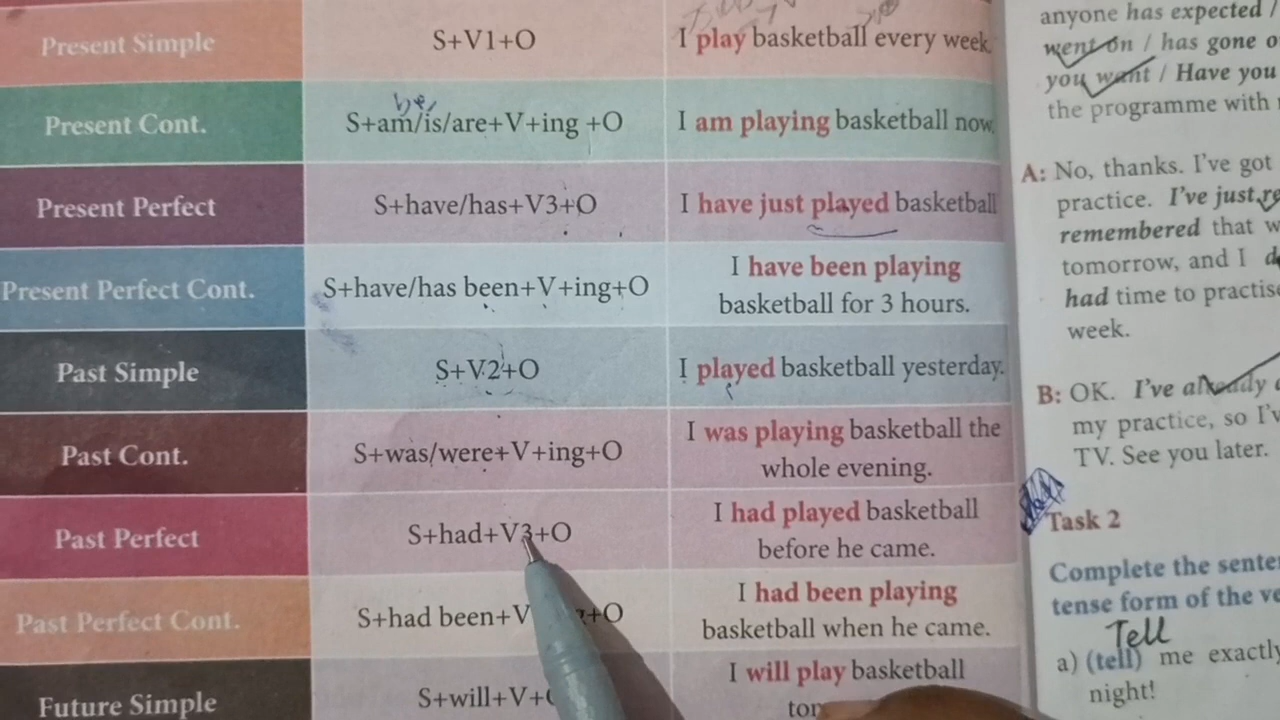 Present Simple
S+V1+O
I play basketball every week.
Present Cont.
be,
S+am/is/are+V+ing +O
I am playing basketball now.
Present Perfect
S+have/has+V3+O
I have just played basketball
Present Perfect Cont.
S+have/has been+V+ing+O
I have been playing
basketball for 3 hours.
Past Simple
S+V2+O
I played basketball yesterday.
Past Cont.
S+was/were+V+ing+O
I was playing basketball the
whole evening.
Past Perfect
S+had+V3+O
I had played basketball
before he came.
Past Perfect Cont.
S+had been+V +O
I had been playing
basketball when he came.
Future Simple
S+will+V+
I will play basketball
anyone has expected /
went on / has gone
you want / Have you
the programme with
A: No, thanks. I've got
practice. I've just
remembered that
tomorrow, and I
had time to practise
week.
B: OK. I've already
my practice, so
TV. See you later.
Task 2
Complete the
tense form of the
Tell
a) (tell) me exactly
night!